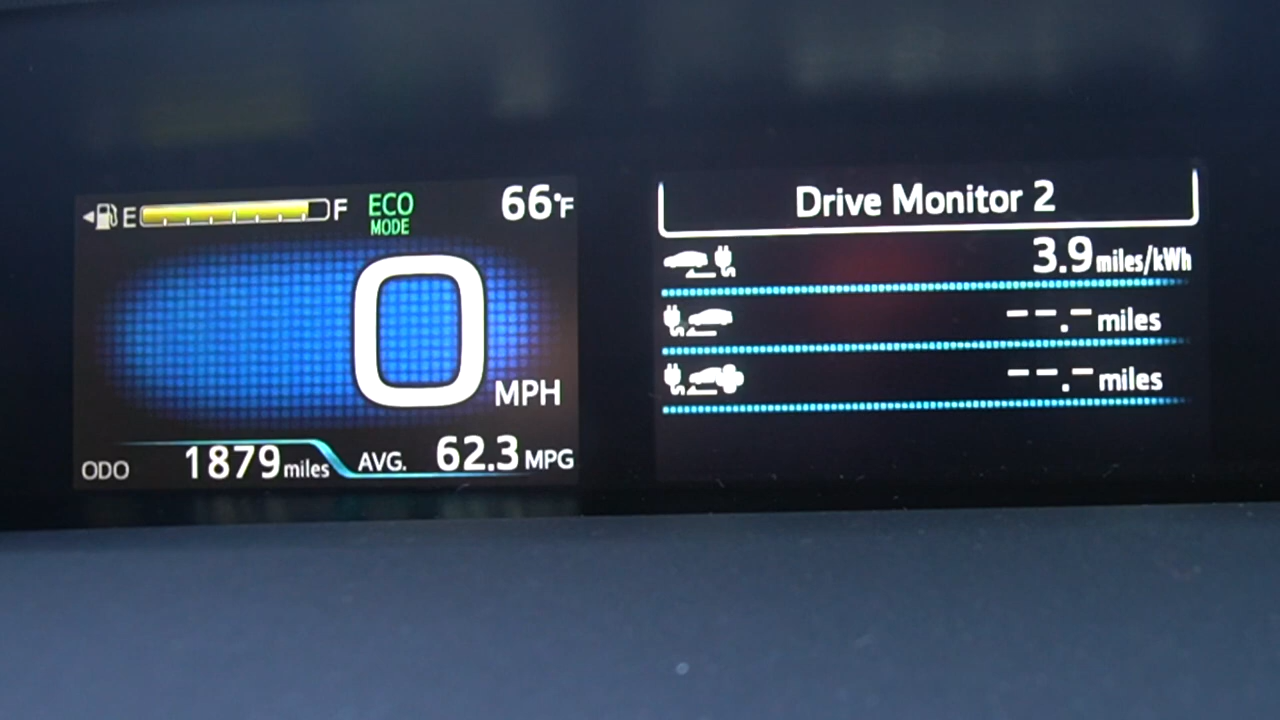 E F ECO MODE 66°F
0 MPH
ODO 1879 miles AVG. 62.3 MPG
Drive Monitor 2
3.9 miles/kWh
--.- miles
--.- miles